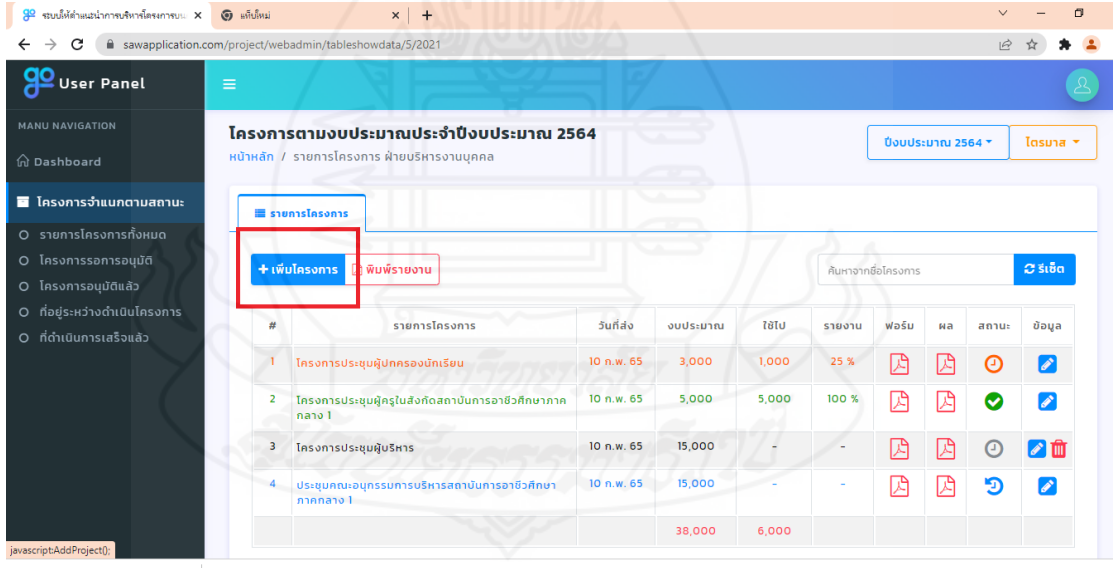 ระบบให้คำแนะนำการบริหารโครงการบน
แท็บใหม่
sawapplication.com/project/webadmin/tableshowdata/5/2021
go User Panel
MANU NAVIGATION
Dashboard
โครงการจำแนกตามสถานะ
รายการโครงการทั้งหมด
โครงการรอการอนุมัติ
โครงการอนุมัติแล้ว
ที่อยู่ระหว่างดำเนินโครงการ
ที่ดำเนินการเสร็จแล้ว
โครงการตามงบประมาณประจำปีงบประมาณ 2564
หน้าหลัก / รายการโครงการ ฝ่ายบริหารงานบุคคล
ปีงบประมาณ 2564
ไตรมาส
รายการโครงการ
+ เพิ่มโครงการ
พิมพ์รายงาน
ค้นหาจากชื่อโครงการ
รีเซ็ต
# รายการโครงการ วันที่ส่ง งบประมาณ ใช้ไป รายงาน ฟอร์ม ผล สถานะ ข้อมูล
1 โครงการประชุมผู้ปกครองนักเรียน 10 ก.พ. 65 3,000 1,000 25 %
2 โครงการประชุมผู้ครูในสังกัดสถาบันการอาชีวศึกษาภาค 10 ก.พ. 65 5,000 5,000 100 %
กลาง 1
3 โครงการประชุมผู้บริหาร 10 ก.พ. 65 15,000 - -
4 ประชุมคณะอนุกรรมการบริหารสถาบันการอาชีวศึกษา 10 ก.พ. 65 15,000 - -
ภาคกลาง 1
38,000 6,000
javascript:AddProject();